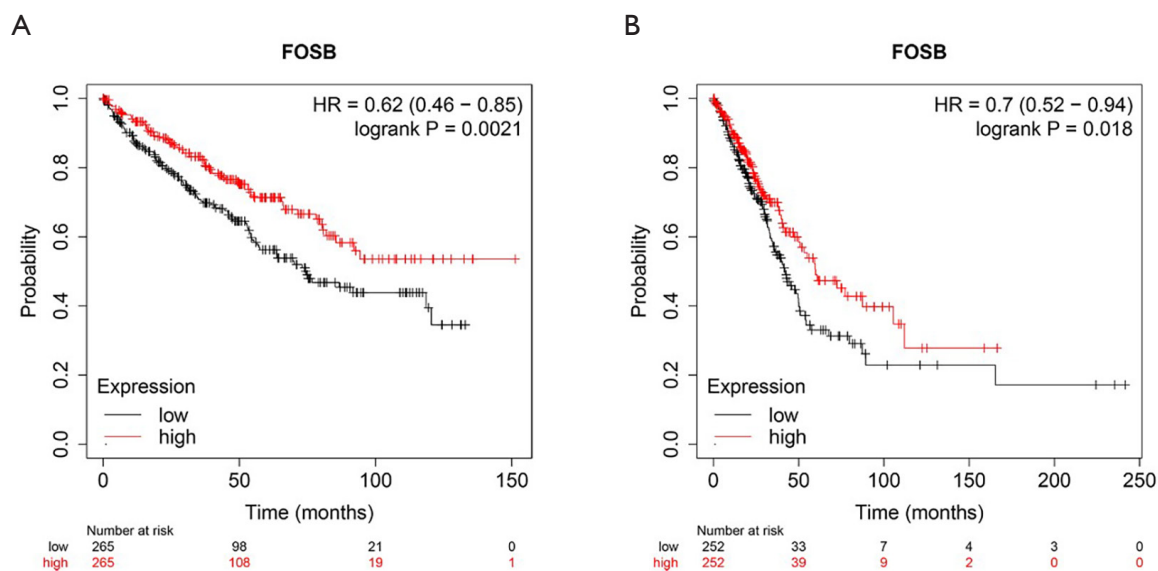 A
FOSB
HR = 0.62 (0.46 − 0.85)
logrank P = 0.0021
Probability
1.0
0.8
0.6
0.4
0.2
0.0
Expression
low
high
0 50 100 150
Time (months)
Number at risk
low 265 98 21 0
high 265 108 19 1
B
FOSB
HR = 0.7 (0.52 − 0.94)
logrank P = 0.018
Probability
1.0
0.8
0.6
0.4
0.2
0.0
Expression
low
high
0 50 100 150 200 250
Time (months)
Number at risk
low 252 33 7 4 3 0
high 252 39 9 2 0 0